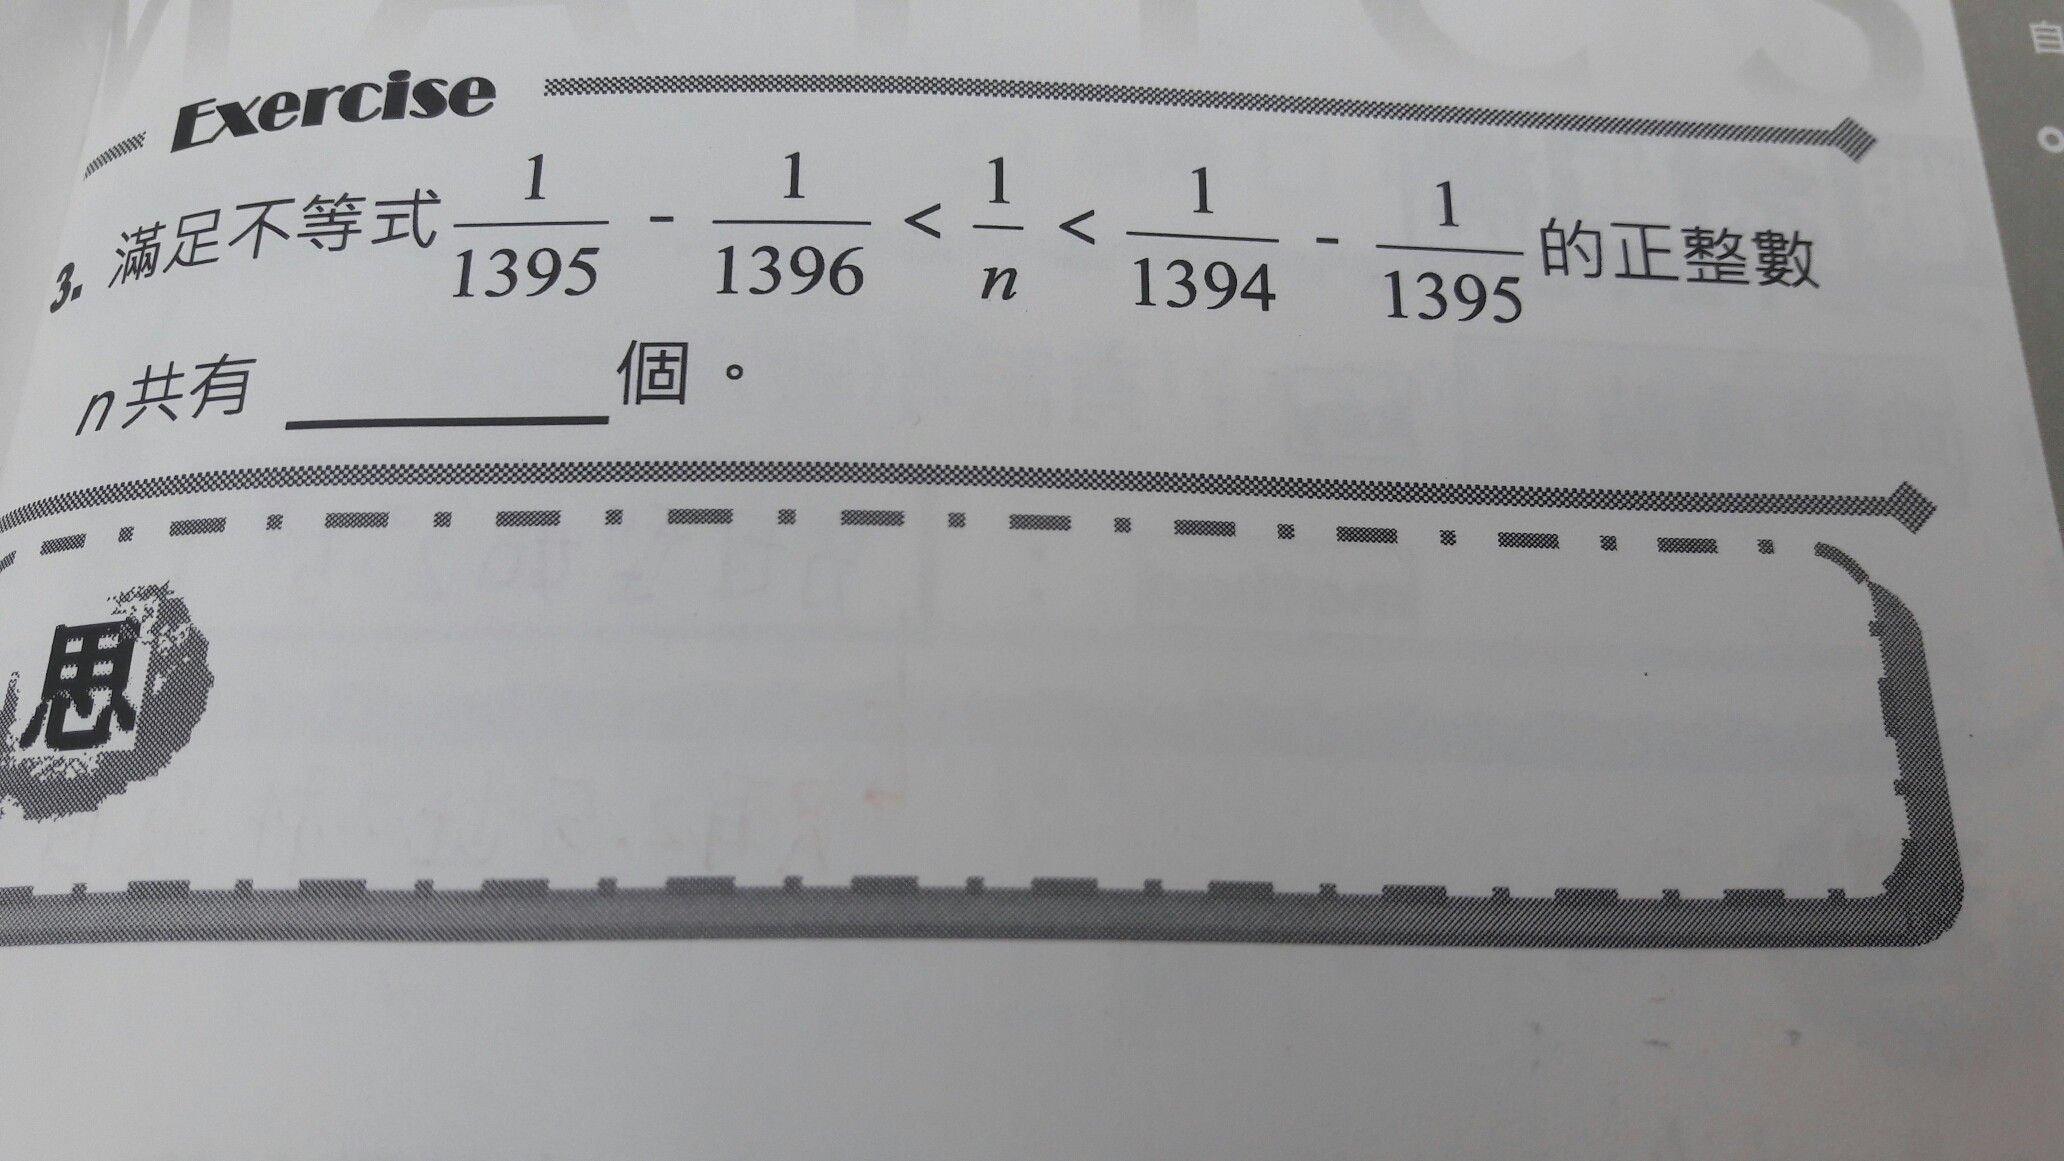 Exercise
3. 滿足不等式 1/1395 - 1/1396 < 1/n < 1/1394 - 1/1395 的正整數
n共有 ________ 個。
思
自